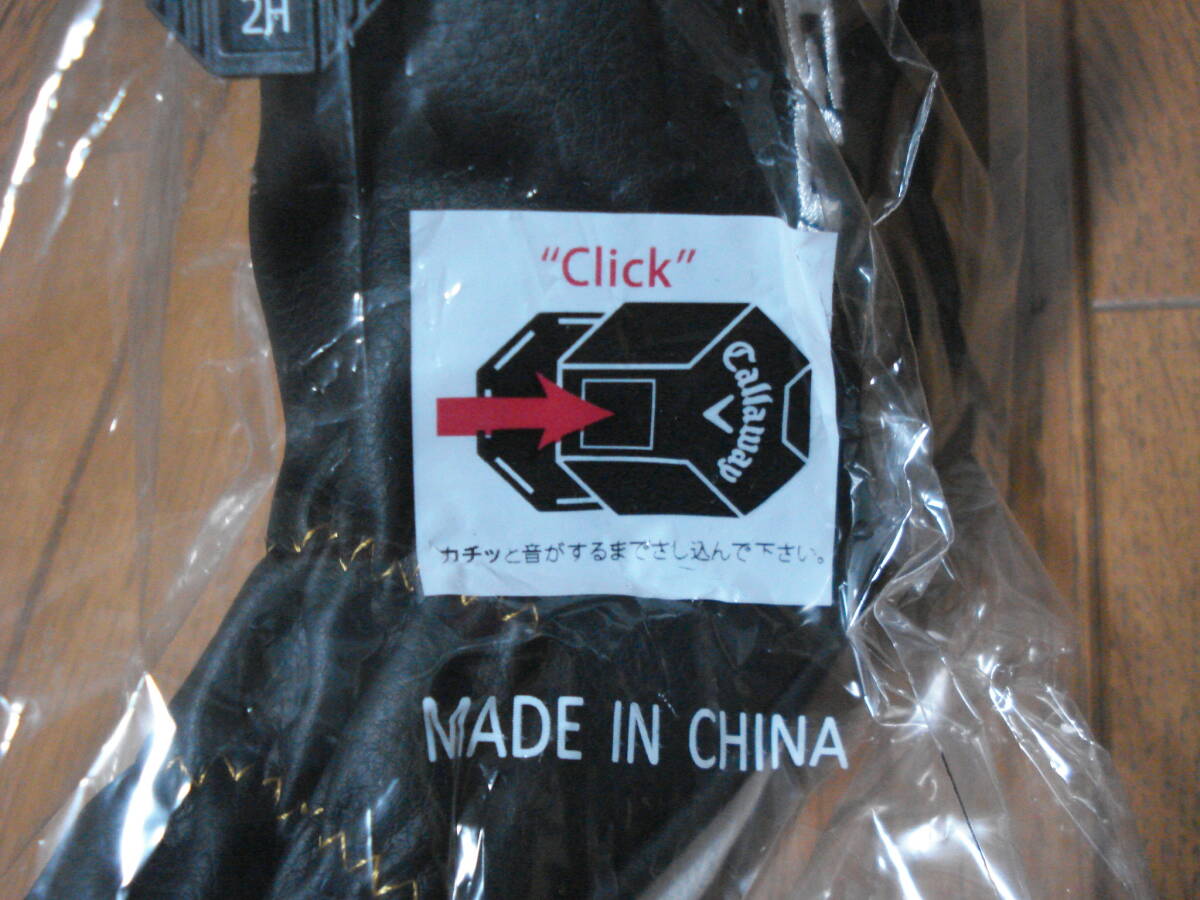 2H
“Click”
Callaway
カチッと音がするまでさし込んで下さい。
MADE IN CHINA